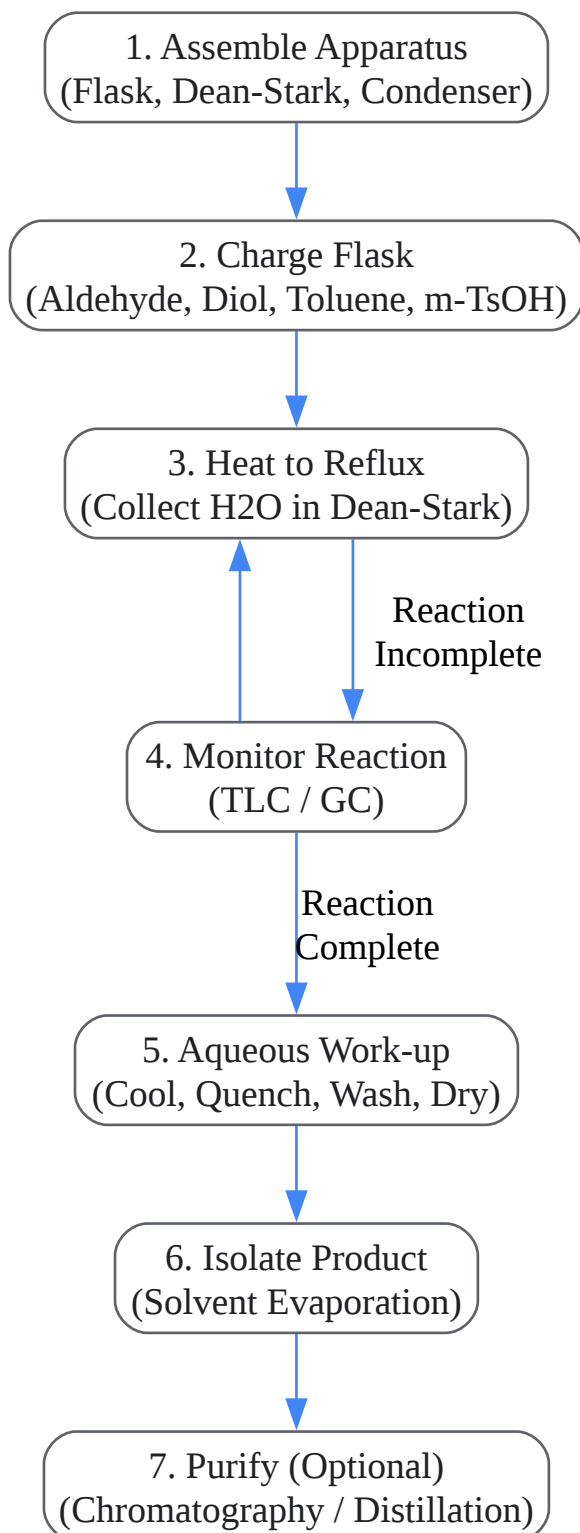 1. Assemble Apparatus
(Flask, Dean-Stark, Condenser)
2. Charge Flask
(Aldehyde, Diol, Toluene, m-TsOH)
3. Heat to Reflux
(Collect H2O in Dean-Stark)
Reaction
Incomplete
4. Monitor Reaction
(TLC / GC)
Reaction
Complete
5. Aqueous Work-up
(Cool, Quench, Wash, Dry)
6. Isolate Product
(Solvent Evaporation)
7. Purify (Optional)
(Chromatography / Distillation)